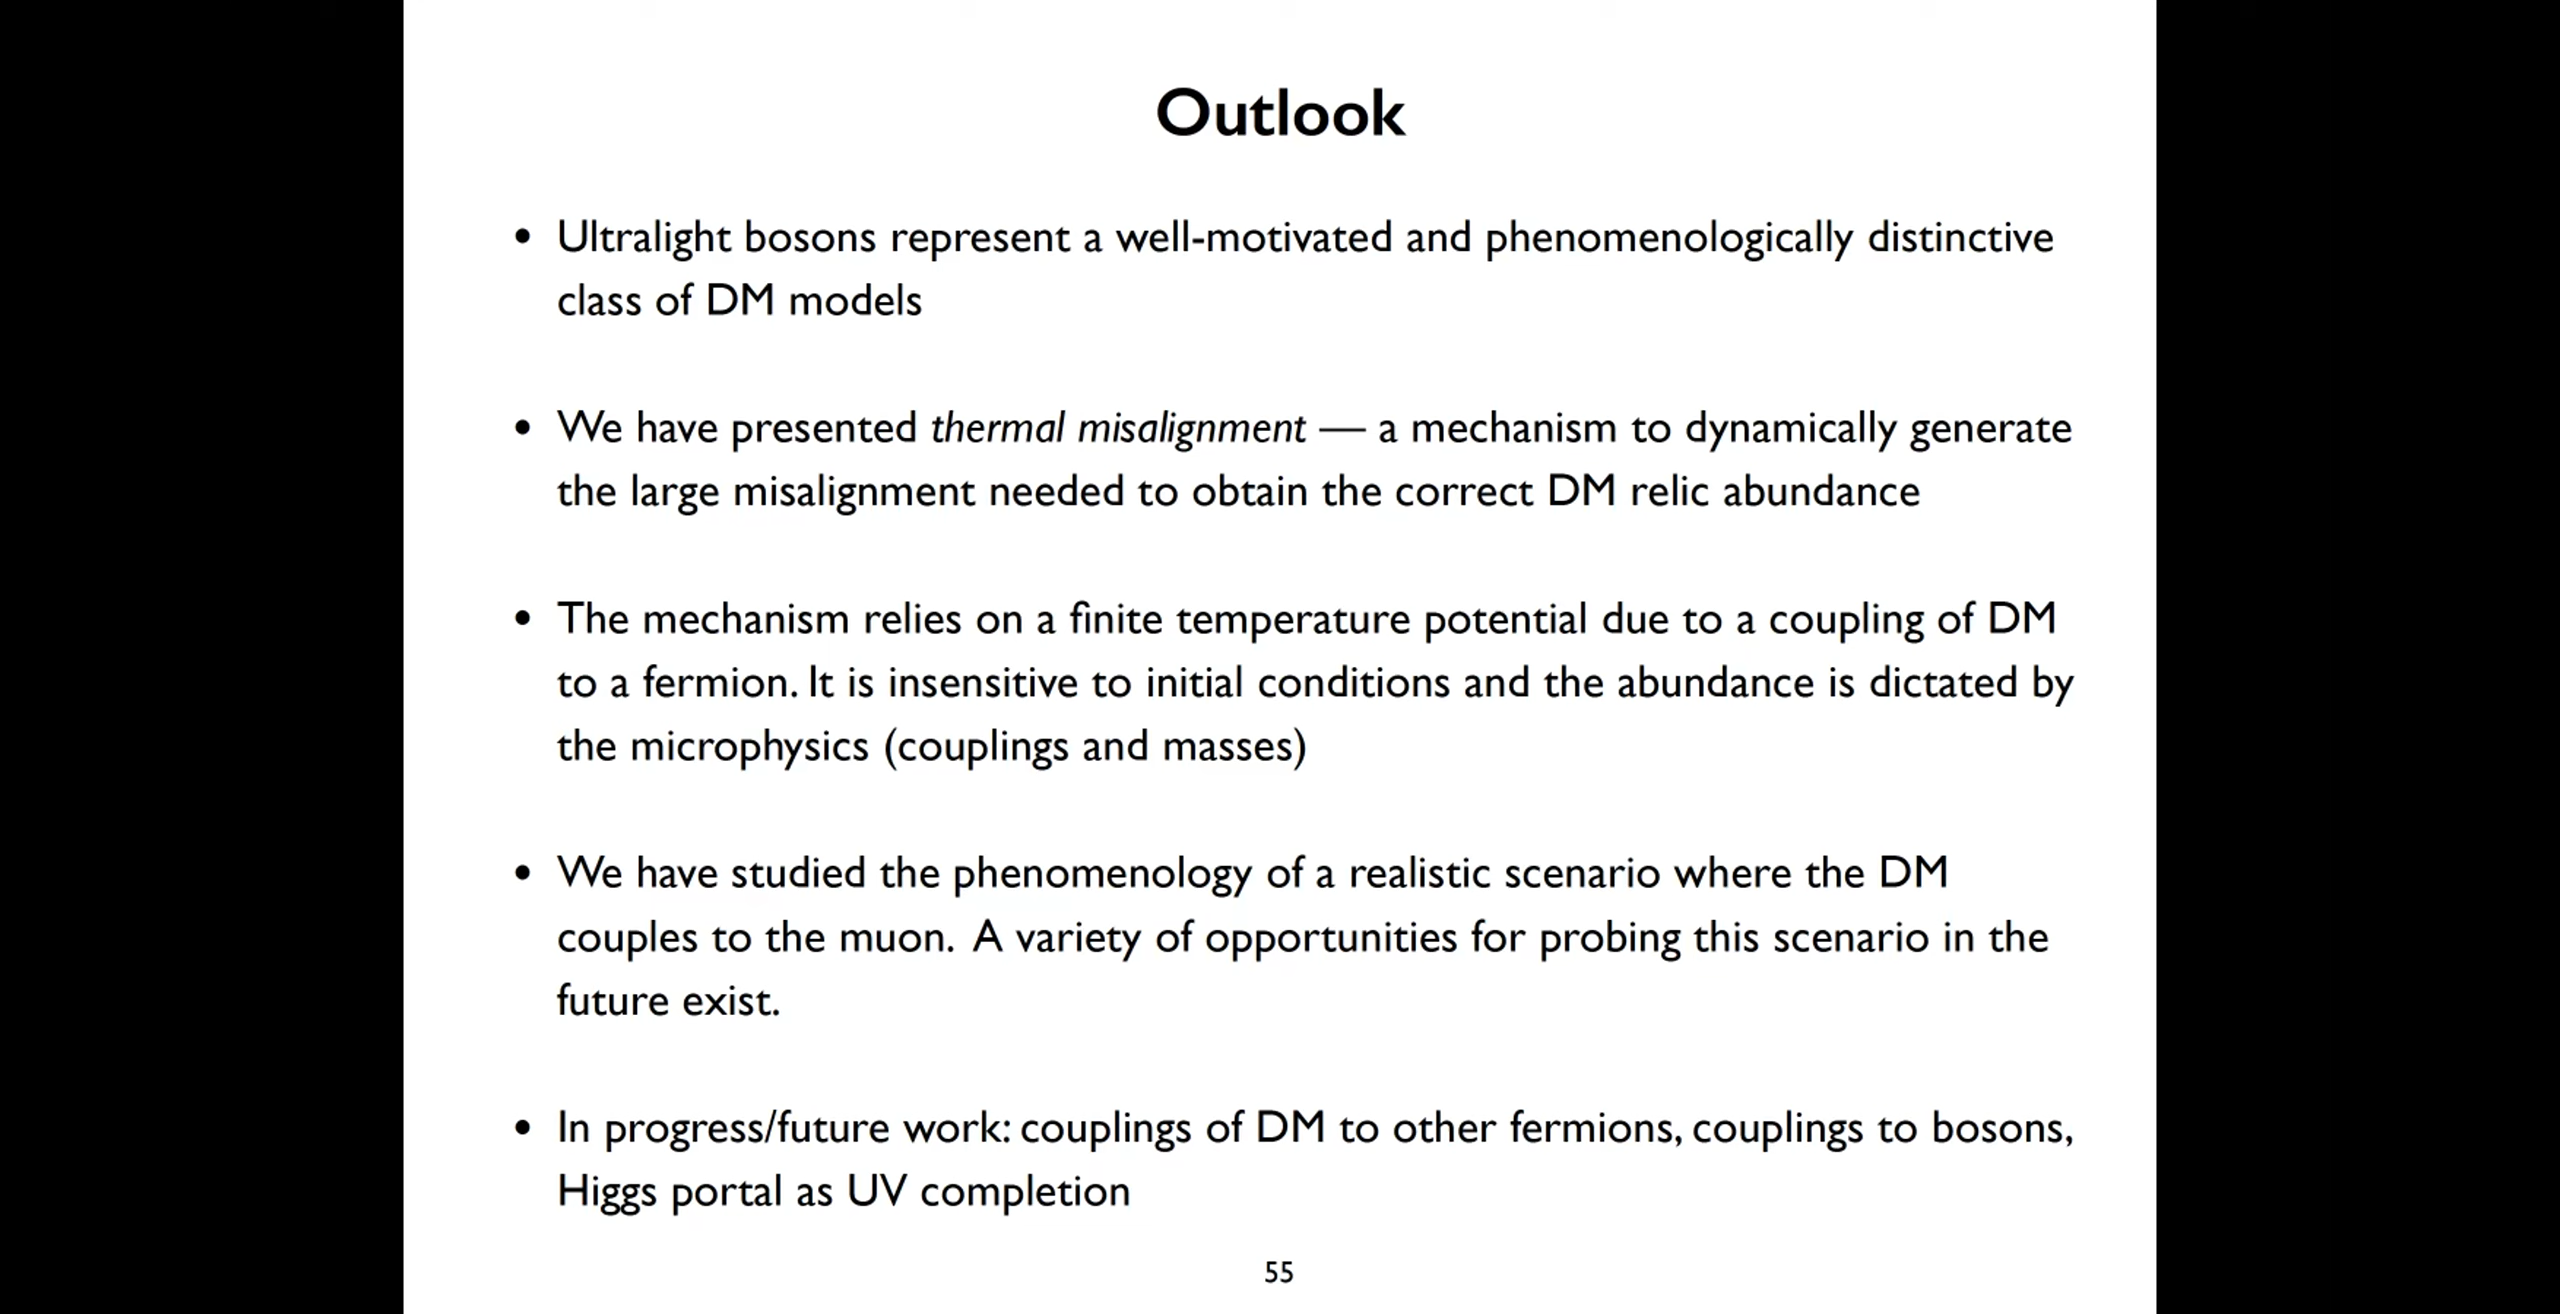 Outlook
• Ultralight bosons represent a well-motivated and phenomenologically distinctive
class of DM models
• We have presented thermal misalignment — a mechanism to dynamically generate
the large misalignment needed to obtain the correct DM relic abundance
• The mechanism relies on a finite temperature potential due to a coupling of DM
to a fermion. It is insensitive to initial conditions and the abundance is dictated by
the microphysics (couplings and masses)
• We have studied the phenomenology of a realistic scenario where the DM
couples to the muon. A variety of opportunities for probing this scenario in the
future exist.
• In progress/future work: couplings of DM to other fermions, couplings to bosons,
Higgs portal as UV completion
55